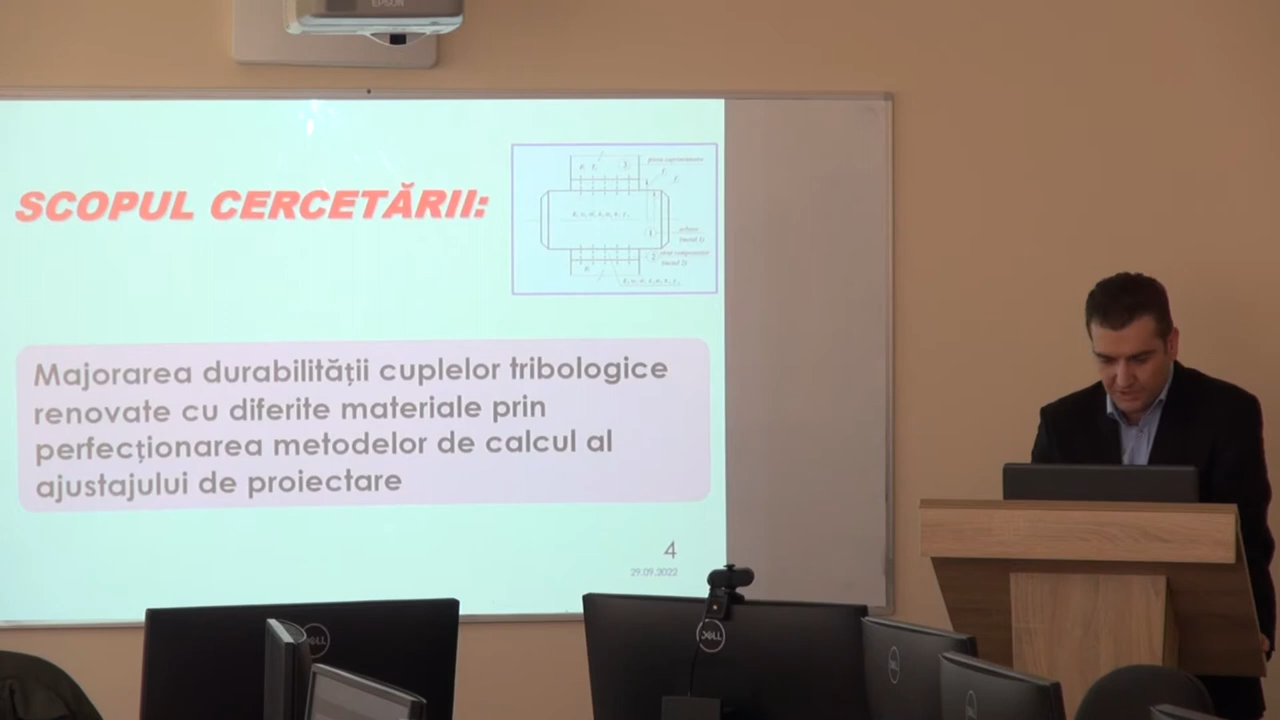 EPSON
SCOPUL CERCETĂRII:
Majorarea durabilității cuplelor tribologice
renovate cu diferite materiale prin
perfecționarea metodelor de calcul al
ajustajului de proiectare
4
29.09.2022
DELL
DELL